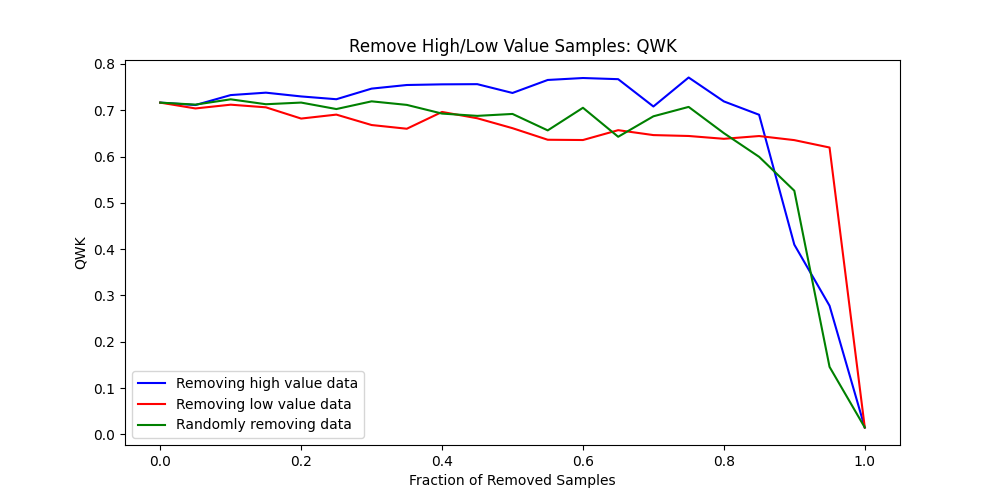 Remove High/Low Value Samples: QWK
QWK
0.8
0.7
0.6
0.5
0.4
0.3
0.2
0.1
0.0
Removing high value data
Removing low value data
Randomly removing data
0.0 0.2 0.4 0.6 0.8 1.0
Fraction of Removed Samples